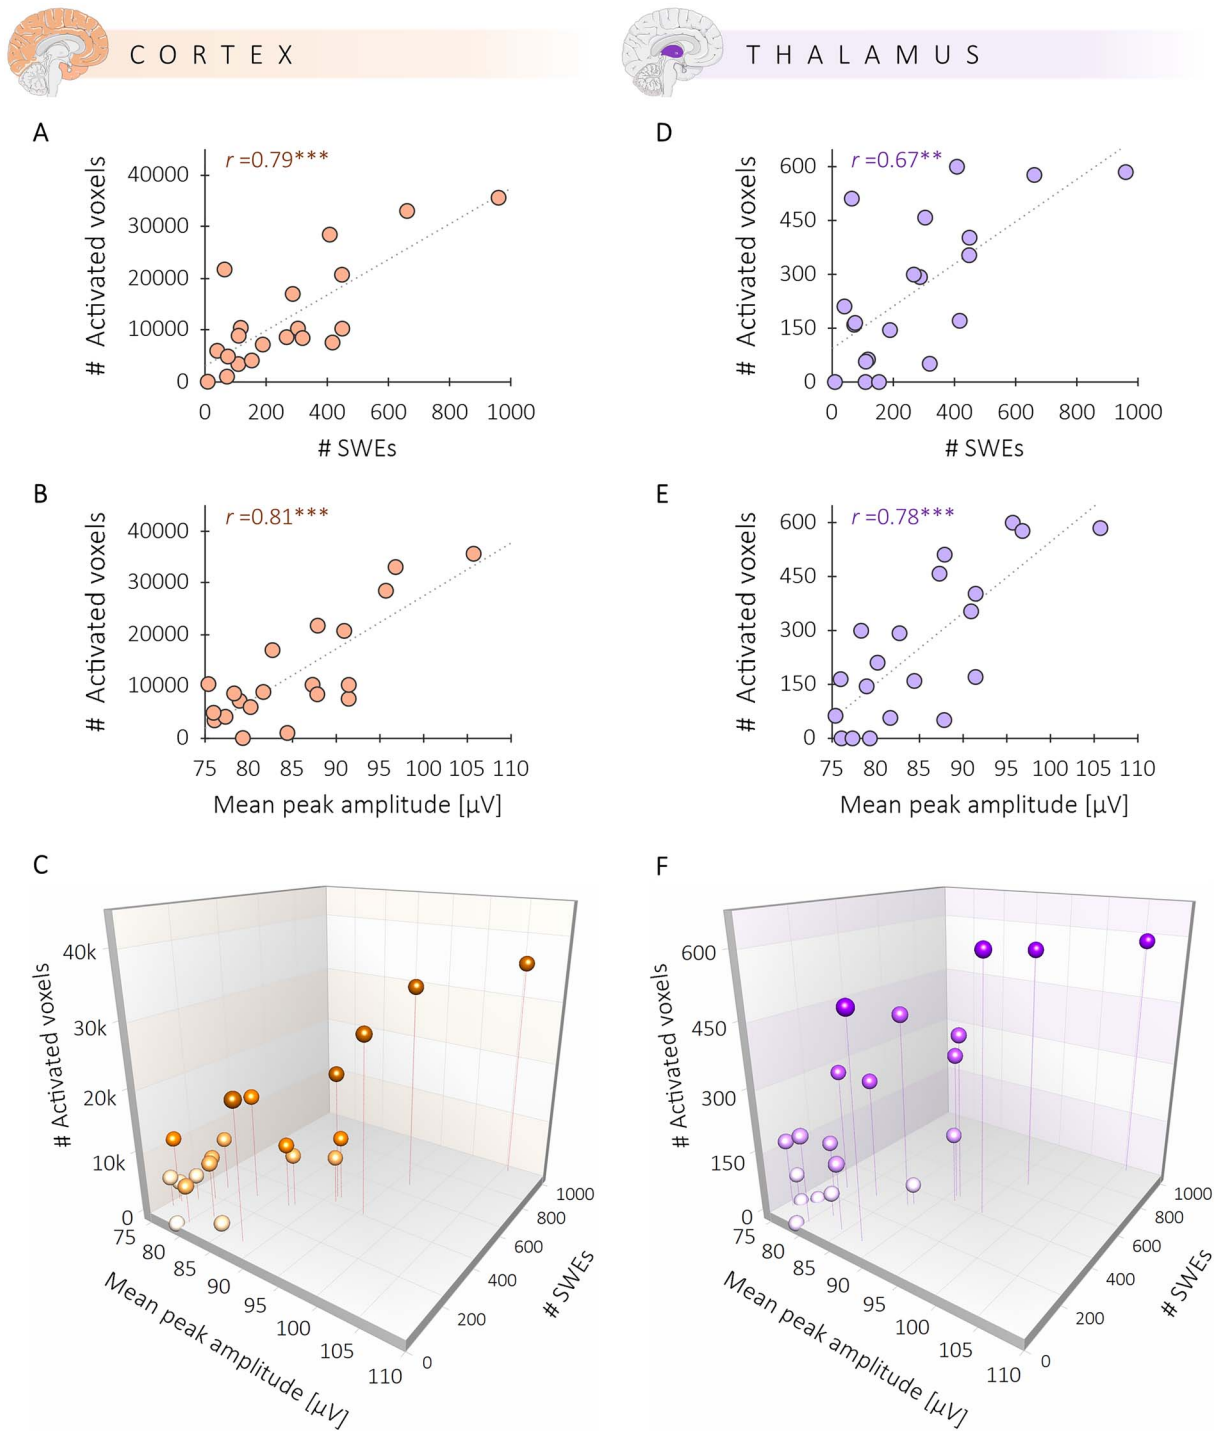 CORTEX
THALAMUS
A
r =0.79***
# Activated voxels
40000
30000
20000
10000
0
0 200 400 600 800 1000
# SWEs
D
r =0.67**
# Activated voxels
600
450
300
150
0
0 200 400 600 800 1000
# SWEs
B
r =0.81***
# Activated voxels
40000
30000
20000
10000
0
75 80 85 90 95 100 105 110
Mean peak amplitude [µV]
E
r =0.78***
# Activated voxels
600
450
300
150
0
75 80 85 90 95 100 105 110
Mean peak amplitude [µV]
C
# Activated voxels
40k
30k
20k
10k
0
75
80
85
90
95
100
105
110
Mean peak amplitude [µV]
0
200
400
600
800
1000
# SWEs
F
# Activated voxels
600
450
300
150
0
75
80
85
90
95
100
105
110
Mean peak amplitude [µV]
0
200
400
600
800
1000
# SWEs